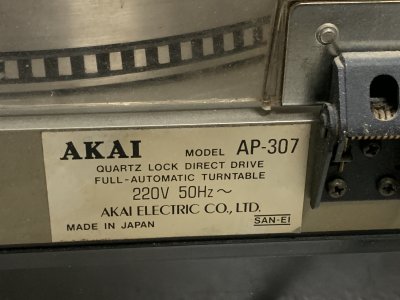 AKAI MODEL AP-307
QUARTZ LOCK DIRECT DRIVE
FULL-AUTOMATIC TURNTABLE
220V 50Hz～
AKAI ELECTRIC CO., LTD.
MADE IN JAPAN SAN-EI